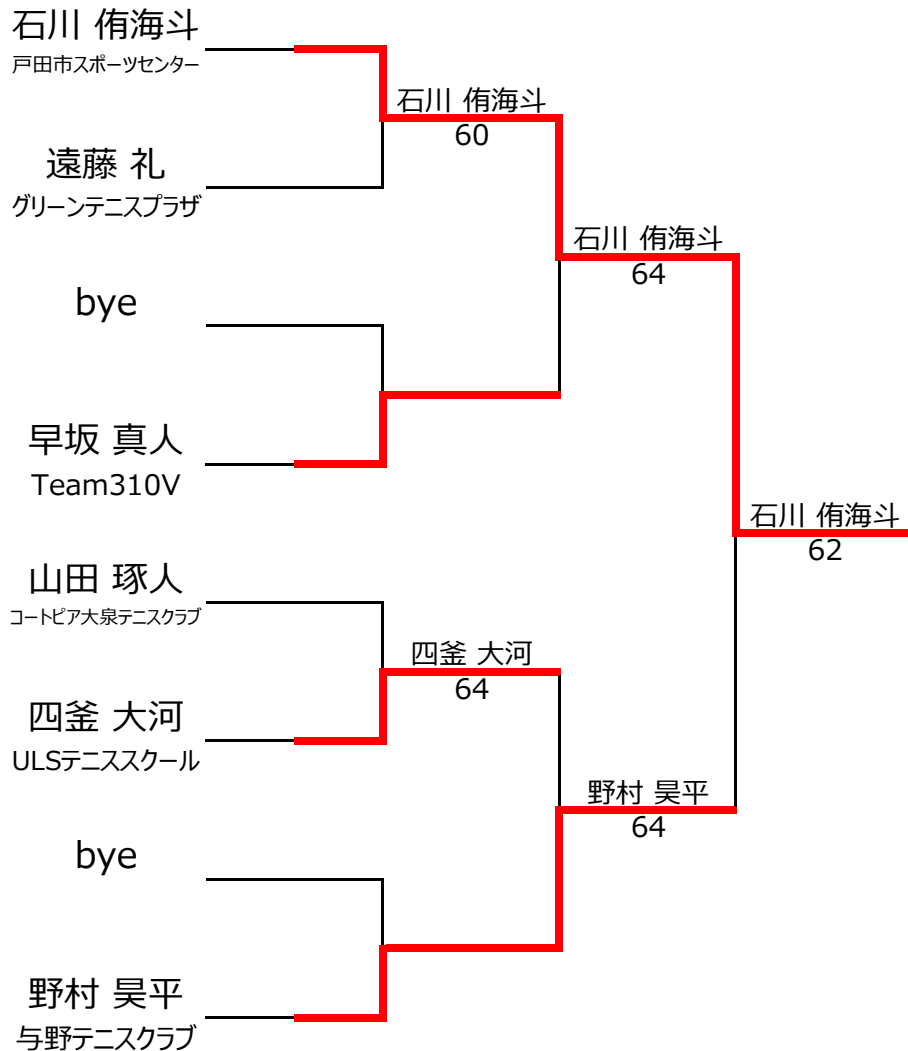 石川 侑海斗
戸田市スポーツセンター
石川 侑海斗
60
遠藤 礼
グリーンテニスプラザ
石川 侑海斗
64
bye
早坂 真人
Team310V
石川 侑海斗
62
山田 琢人
コートピア大泉テニスクラブ
四釜 大河
64
四釜 大河
ULSテニススクール
野村 昊平
64
bye
野村 昊平
与野テニスクラブ